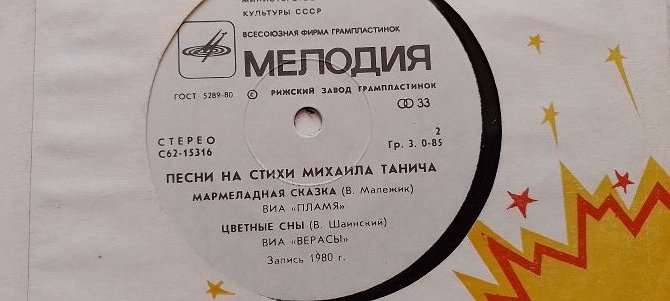 КУЛЬТУРЫ СССР
ВСЕСОЮЗНАЯ ФИРМА ГРАМПЛАСТИНОК
МЕЛОДИЯ
ГОСТ 5289-80 © РИЖСКИЙ ЗАВОД ГРАМПЛАСТИНОК
33
СТЕРЕО 2
С62-15316 Гр. 3. 0-85
ПЕСНИ НА СТИХИ МИХАИЛА ТАНИЧА
МАРМЕЛАДНАЯ СКАЗКА (В. Малежик)
ВИА «ПЛАМЯ»
ЦВЕТНЫЕ СНЫ (В. Шаинский)
ВИА «ВЕРАСЫ»
Запись 1980 г.